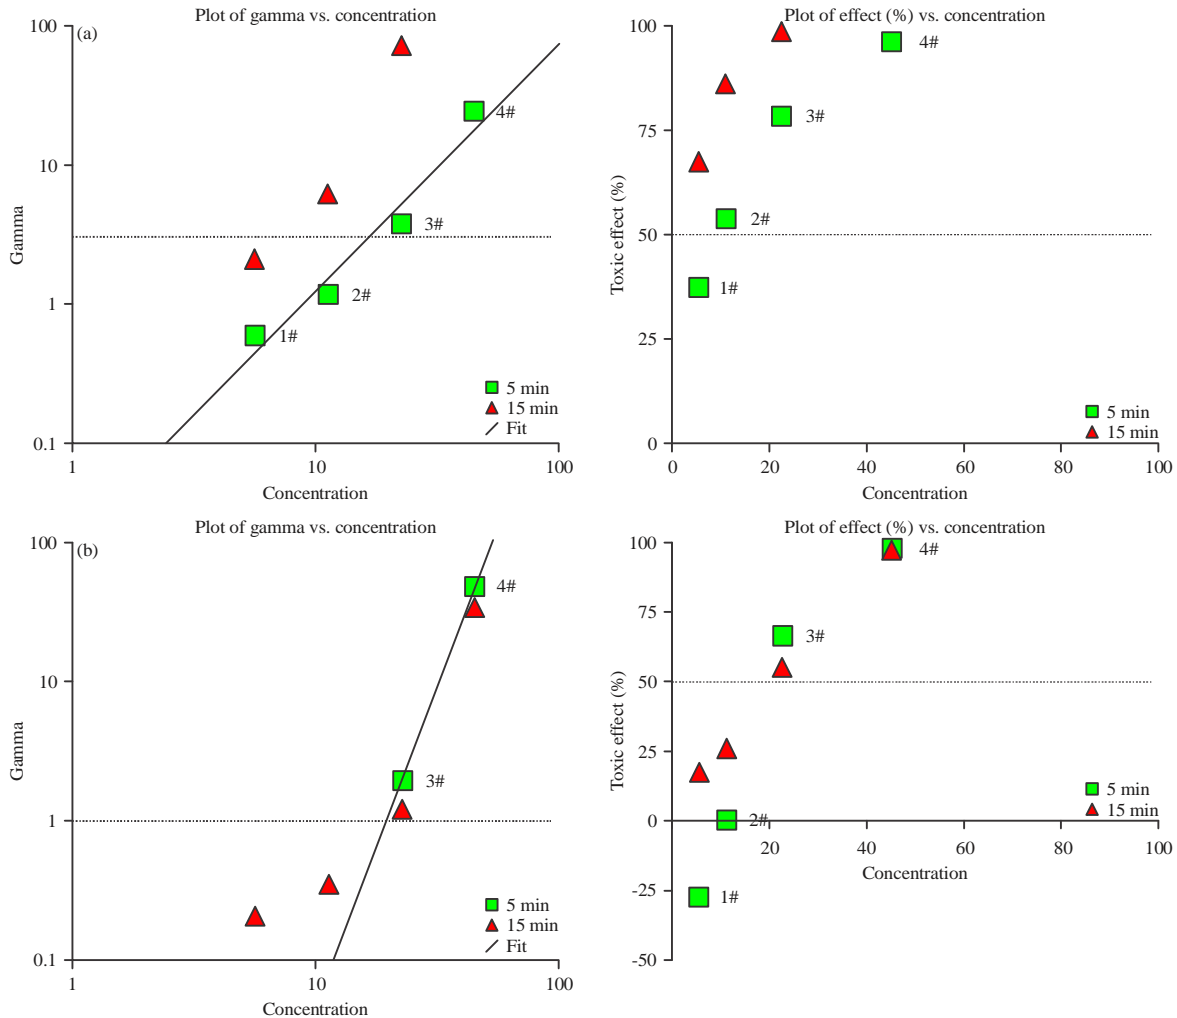 Plot of gamma vs. concentration
(a)
100
10
1
0.1
Gamma
4#
3#
2#
1#
5 min
15 min
Fit
1
10
100
Concentration
Plot of effect (%) vs. concentration
100
75
50
25
0
Toxic effect (%)
4#
3#
2#
1#
5 min
15 min
0
20
40
60
80
100
Concentration
Plot of gamma vs. concentration
(b)
100
10
1
0.1
Gamma
4#
3#
5 min
15 min
Fit
1
10
100
Concentration
Plot of effect (%) vs. concentration
100
75
50
25
0
-25
-50
Toxic effect (%)
4#
3#
2#
1#
5 min
15 min
20
40
60
80
100
Concentration